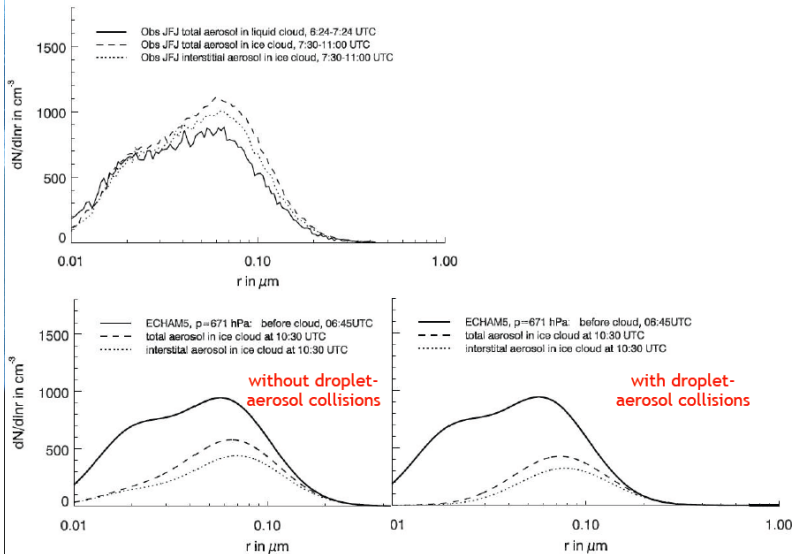 1500
1000
500
0
dN/dlnr in cm-3
Obs JFJ total aerosol in liquid cloud, 6:24-7:24 UTC
Obs JFJ total aerosol in ice cloud, 7:30-11:00 UTC
Obs JFJ interstitial aerosol in ice cloud, 7:30-11:00 UTC
0.01
0.10
1.00
r in μm
1500
1000
500
0
dN/dlnr in cm-3
ECHAM5, p=671 hPa: before cloud, 06:45UTC
total aerosol in ice cloud at 10:30 UTC
interstital aerosol in ice cloud at 10:30 UTC
without droplet-
aerosol collisions
0.01
0.10
r in μm
ECHAM5, p=671 hPa: before cloud, 06:45UTC
total aerosol in ice cloud at 10:30 UTC
interstital aerosol in ice cloud at 10:30 UTC
with droplet-
aerosol collisions
01
0.10
1.00
r in μm